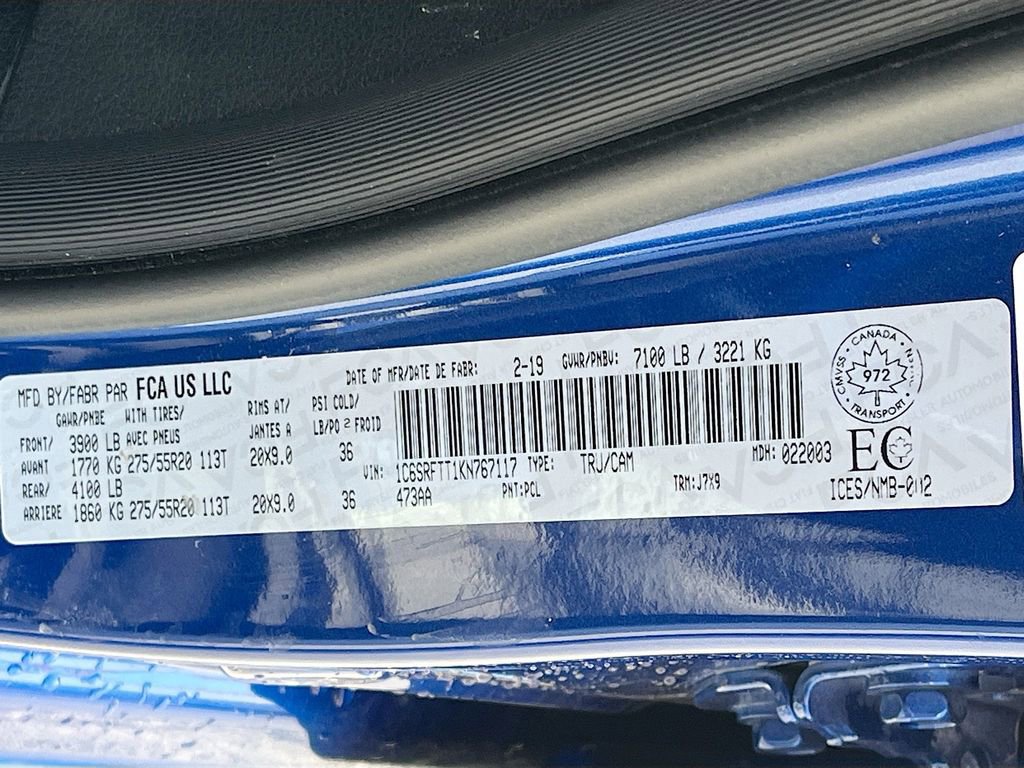 MFD BY/FABR PAR FCA US LLC
DATE OF MFR/DATE DE FABR: 2-19 GVWR/PNBV: 7100 LB / 3221 KG
GAWR/PNBE WITH TIRES/ RIMS AT/ PSI COLD/
FRONT/ 3900 LB AVEC PNEUS JANTES A LB/PO² FROID
AVANT 1770 KG 275/55R20 113T 20X9.0 36
REAR/ 4100 LB
ARRIERE 1860 KG 275/55R20 113T 20X9.0 36
VIN: 1C6SRFTT1KN767117 TYPE: TRU/CAM MDH: 022003
473AA PNT:PCL TRM:J7X9
CANADA
CMVSS
972
TRANSPORT
EC
ICES/NMB-002